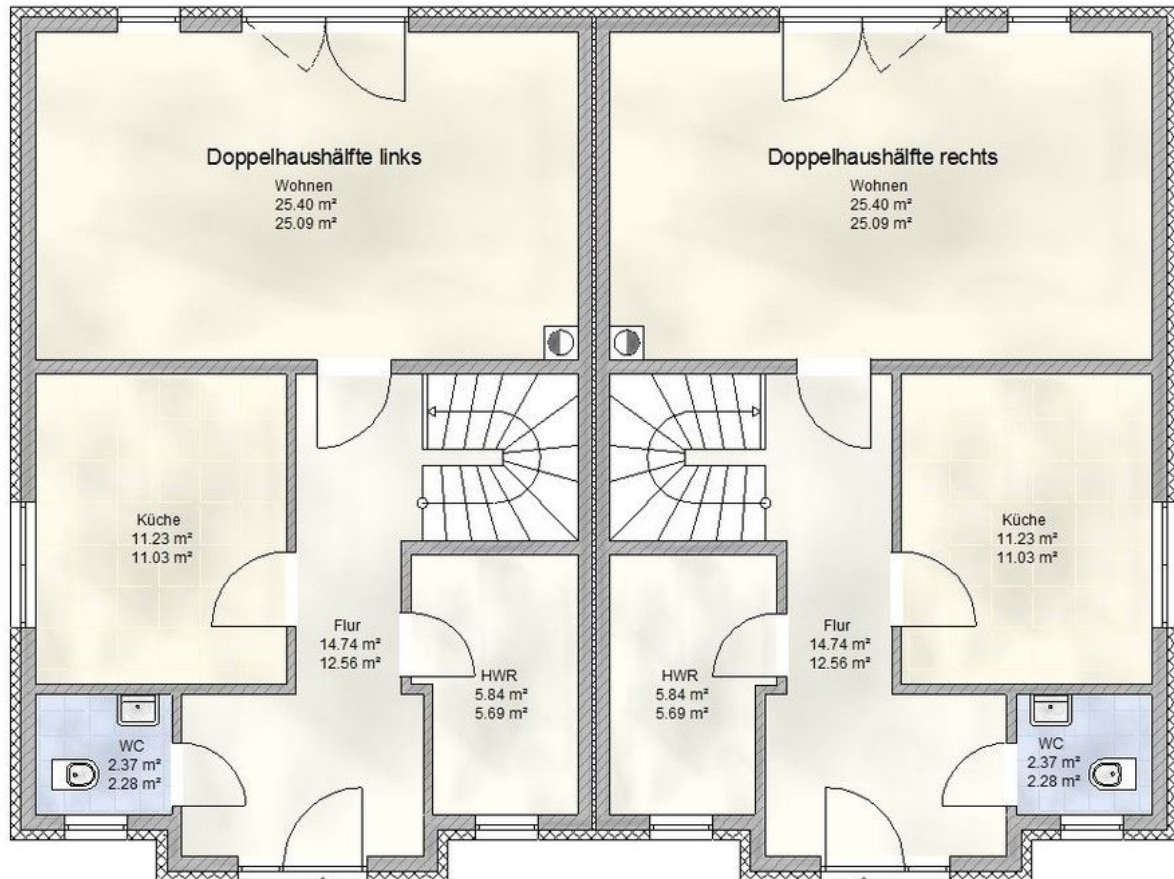 Doppelhaushälfte links
Wohnen
25.40 m²
25.09 m²
Doppelhaushälfte rechts
Wohnen
25.40 m²
25.09 m²
Küche
11.23 m²
11.03 m²
Flur
14.74 m²
12.56 m²
HWR
5.84 m²
5.69 m²
WC
2.37 m²
2.28 m²
HWR
5.84 m²
5.69 m²
Flur
14.74 m²
12.56 m²
Küche
11.23 m²
11.03 m²
WC
2.37 m²
2.28 m²